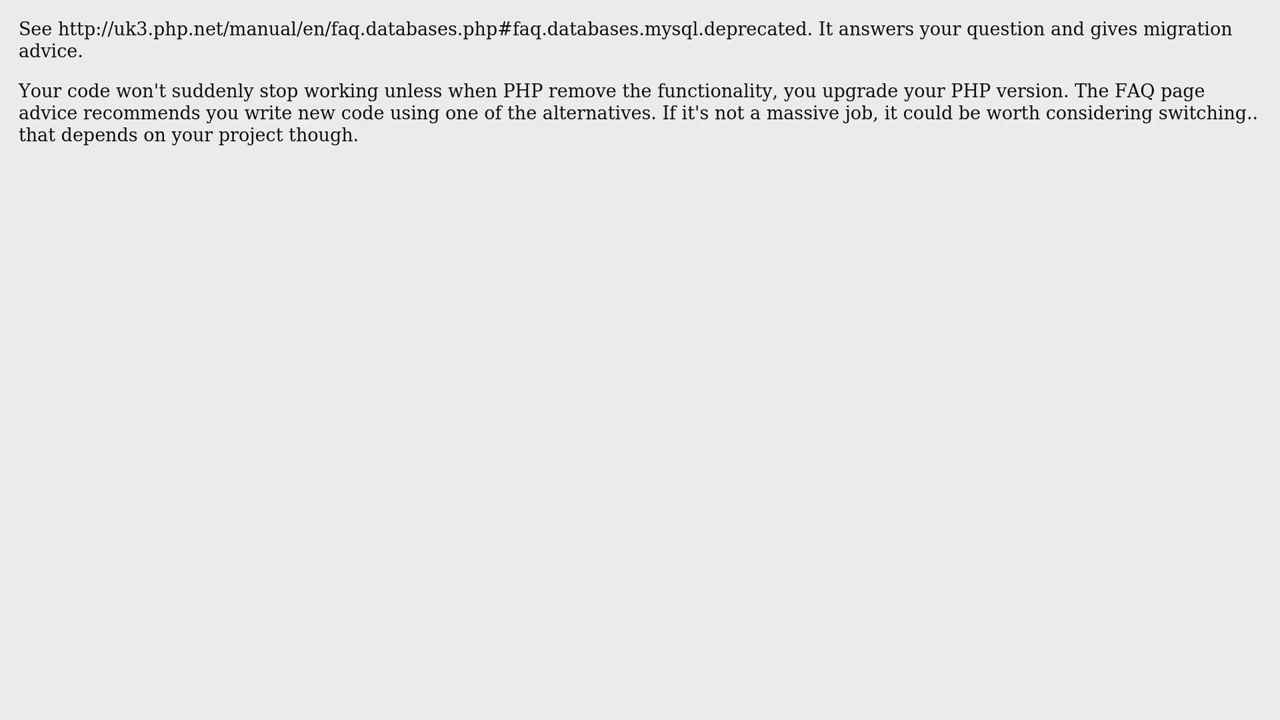 See http://uk3.php.net/manual/en/faq.databases.php#faq.databases.mysql.deprecated. It answers your question and gives migration
advice.
Your code won't suddenly stop working unless when PHP remove the functionality, you upgrade your PHP version. The FAQ page
advice recommends you write new code using one of the alternatives. If it's not a massive job, it could be worth considering switching..
that depends on your project though.